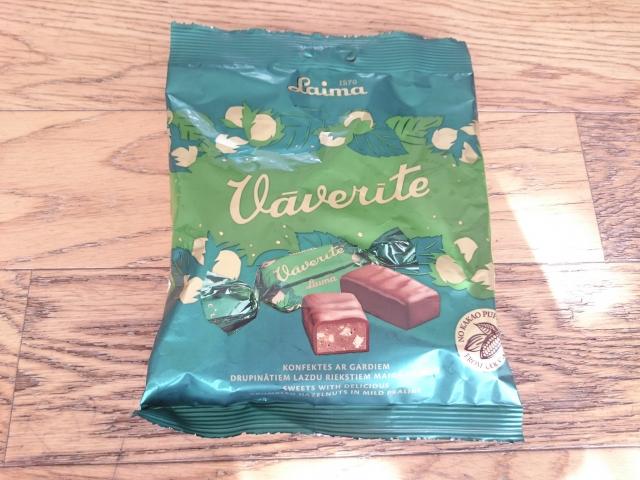 Laima
1870
Vāverīte
Vāverīte
Laima
KONFEKTES AR GARDIEM
DRUPINĀTIEM LAZDU RIEKSTIEM
SWEETS WITH DELICIOUS
HAZELNUTS IN MILD
NO KAKAO
FROM